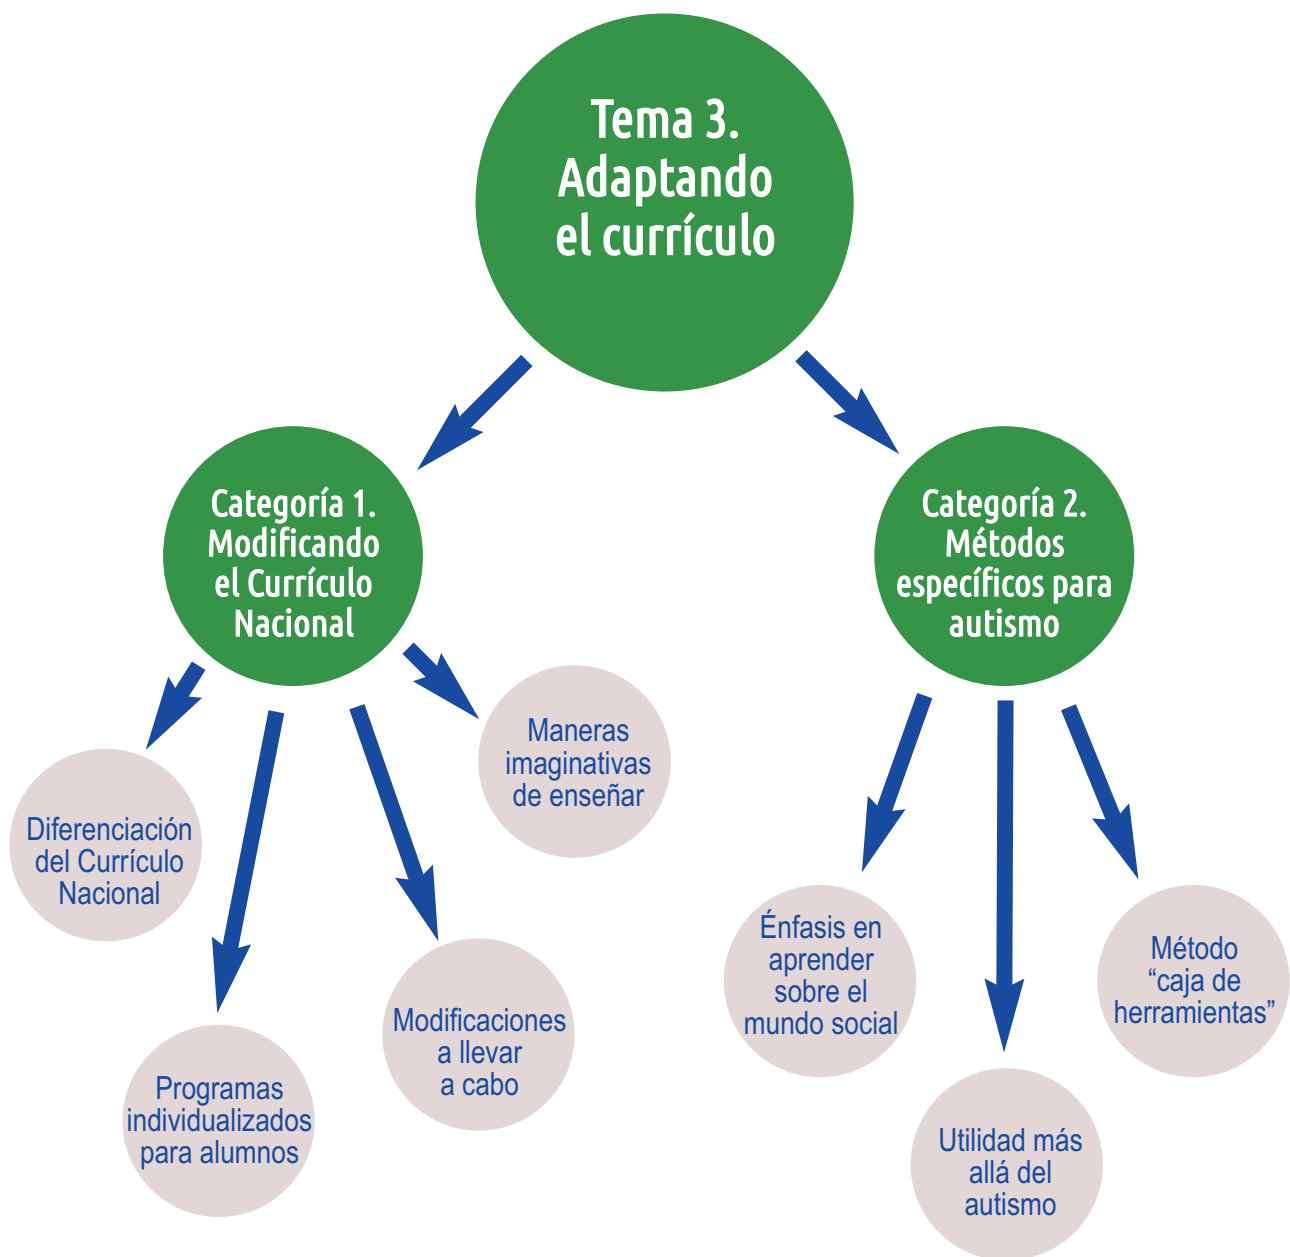 Tema 3.
Adaptando
el currículo
Categoría 1.
Modificando
el Currículo
Nacional
Categoría 2.
Métodos
específicos para
autismo
Diferenciación
del Currículo
Nacional
Programas
individualizados
para alumnos
Modificaciones
a llevar
a cabo
Maneras
imaginativas
de enseñar
Énfasis en
aprender
sobre el
mundo social
Utilidad más
allá del
autismo
Método
“caja de
herramientas”